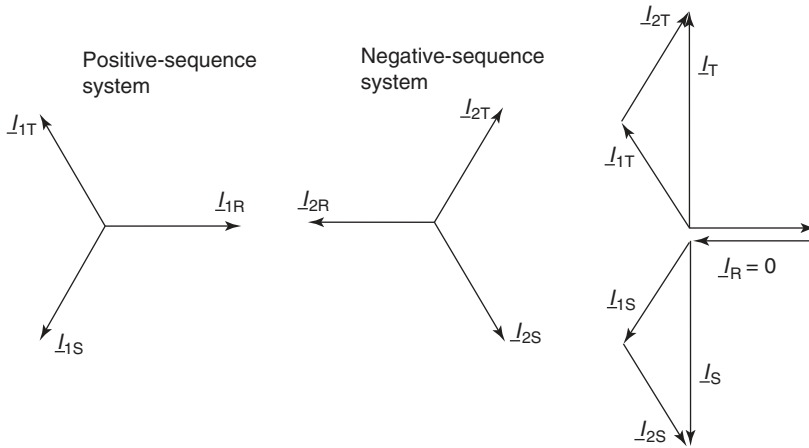 Positive-sequence
system
I1T
I1R
I1S
Negative-sequence
system
I2T
I2R
I2S
I2T
IT
I1T
IR = 0
I1S
IS
I2S